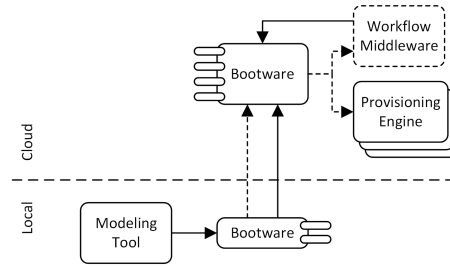 Workflow
Middleware
Bootware
Provisioning
Engine
Cloud
Local
Modeling
Tool
Bootware